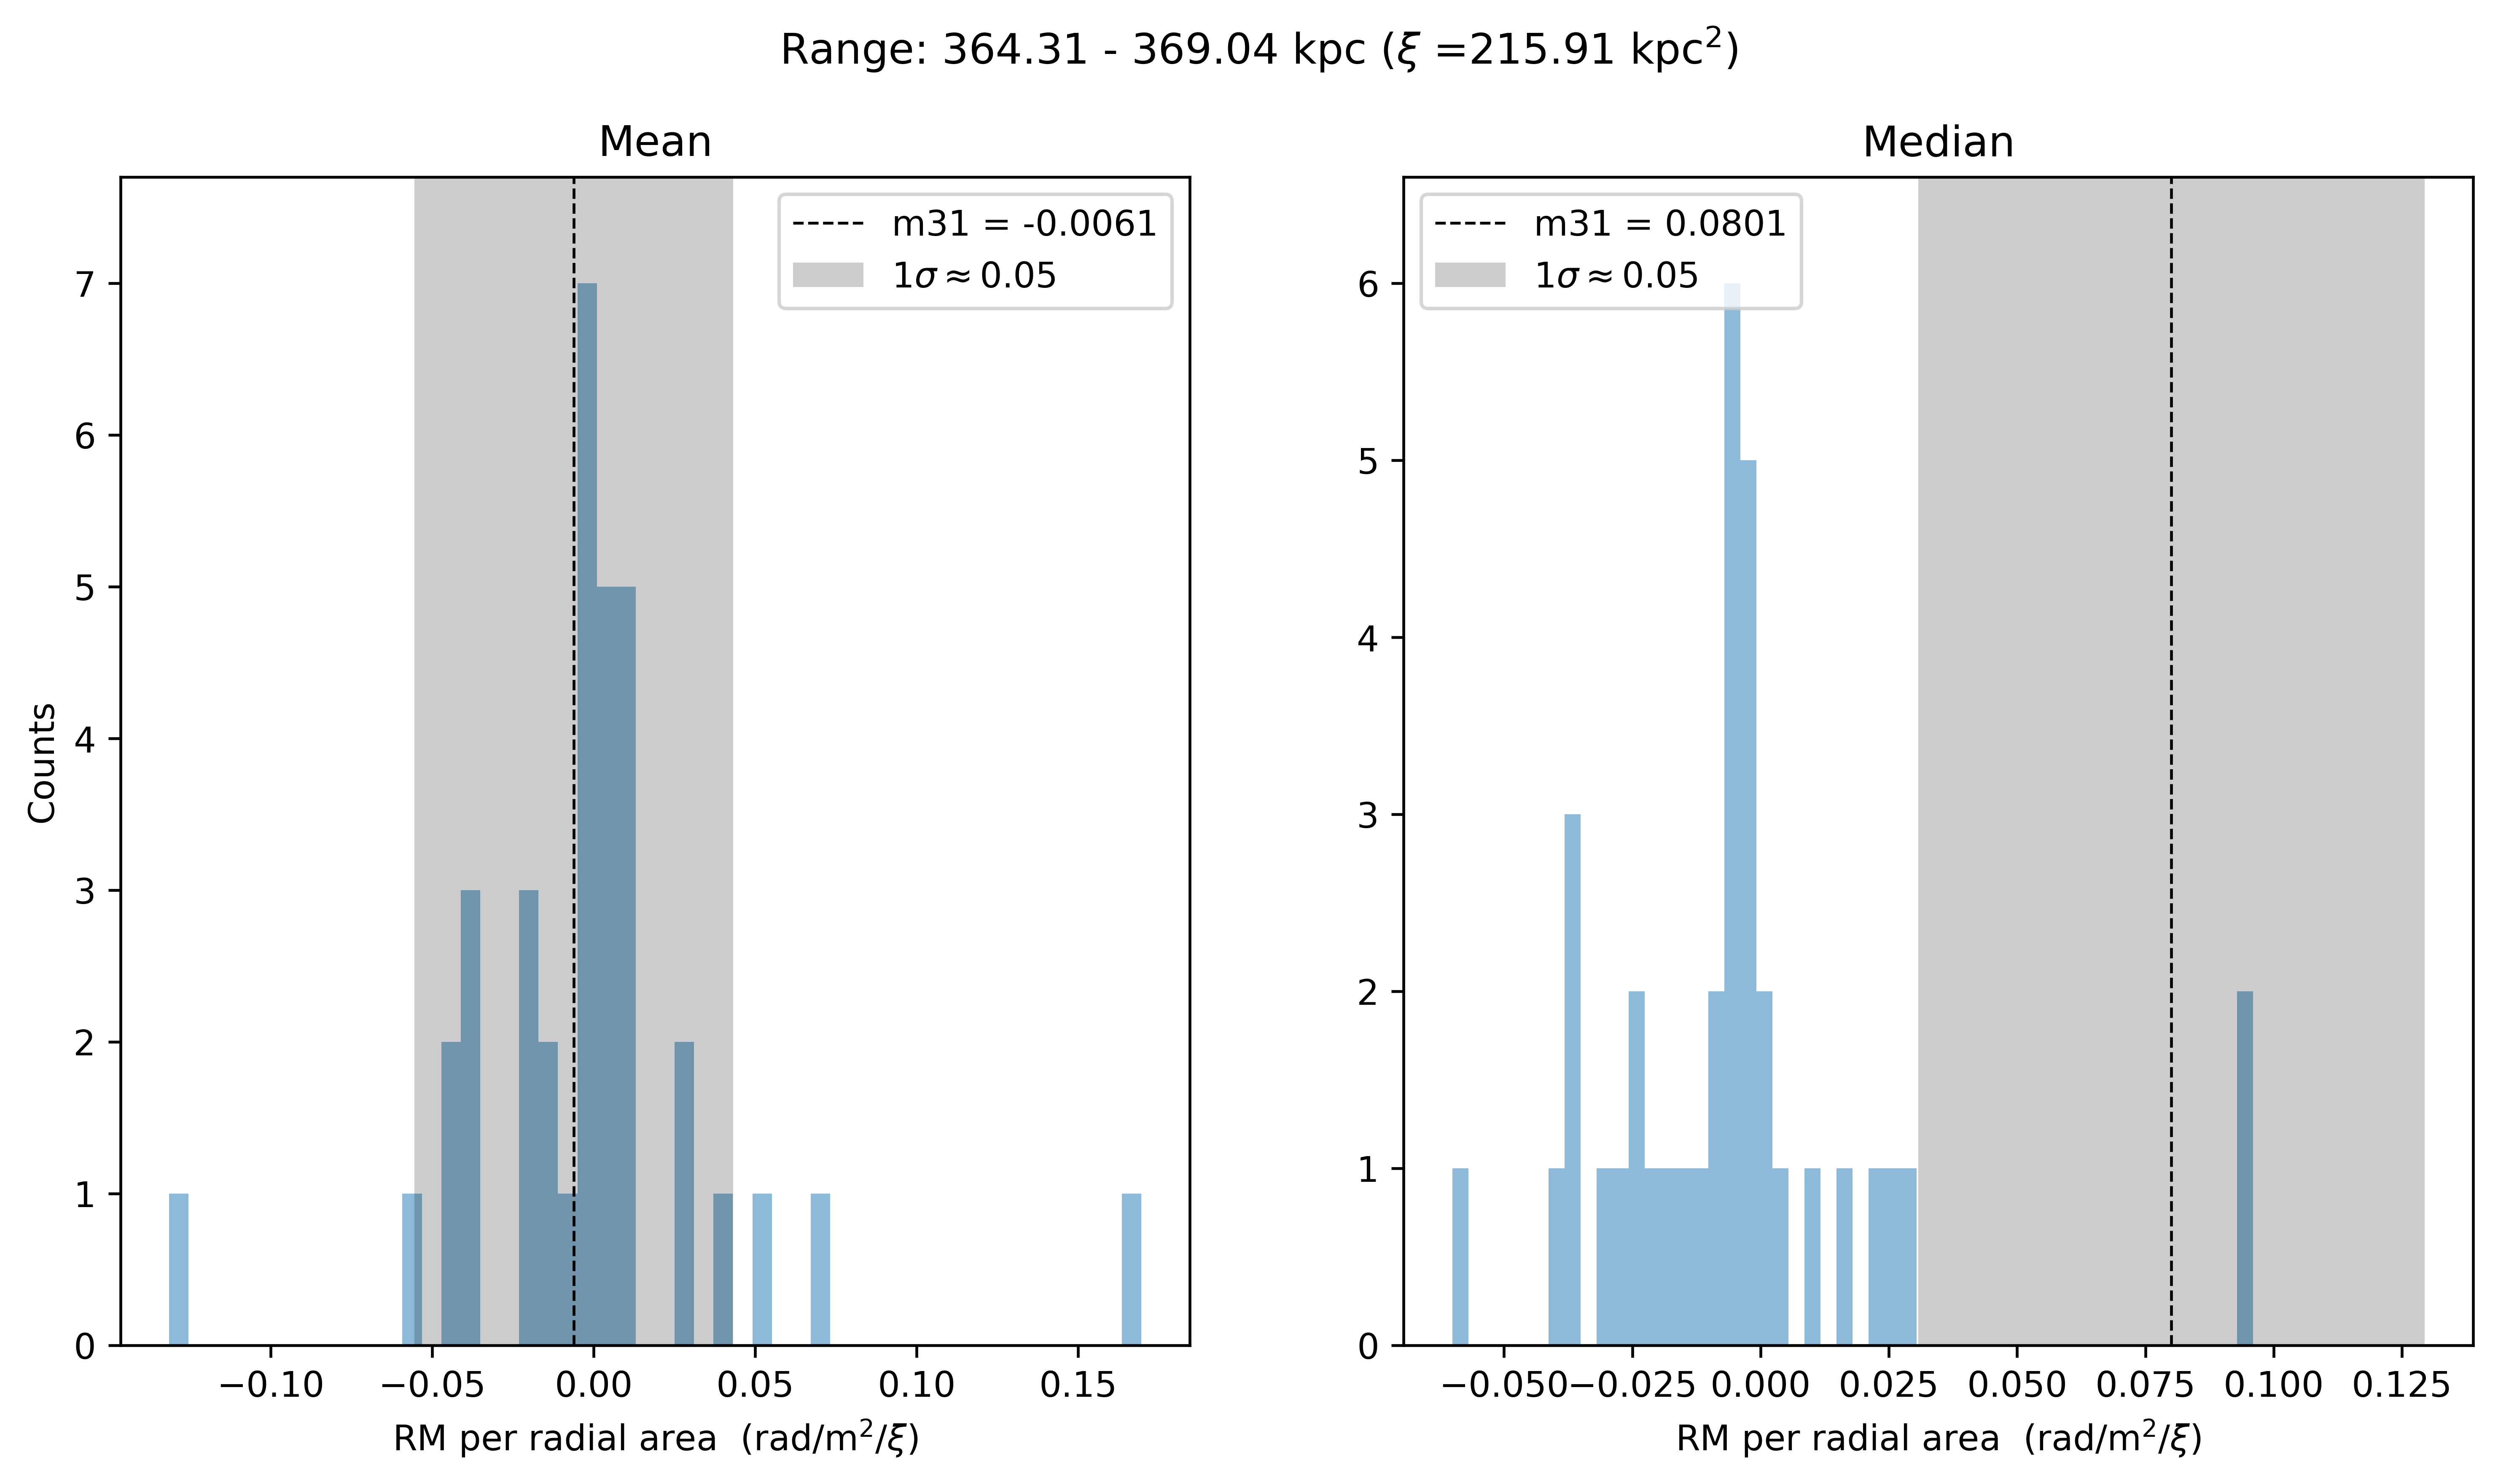 Range: 364.31 - 369.04 kpc (ξ =215.91 kpc²)
Mean
m31 = -0.0061
1σ ≈ 0.05
7
6
5
4
3
2
1
0
Counts
−0.10 −0.05 0.00 0.05 0.10 0.15
RM per radial area (rad/m²/ξ)
Median
m31 = 0.0801
1σ ≈ 0.05
6
5
4
3
2
1
0
−0.050 −0.025 0.000 0.025 0.050 0.075 0.100 0.125
RM per radial area (rad/m²/ξ)